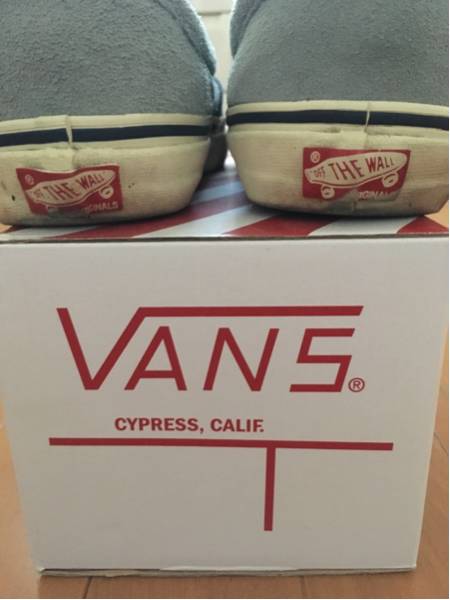 ®
OFF THE WALL
®
OFF THE WALL
VANS®
CYPRESS, CALIF.